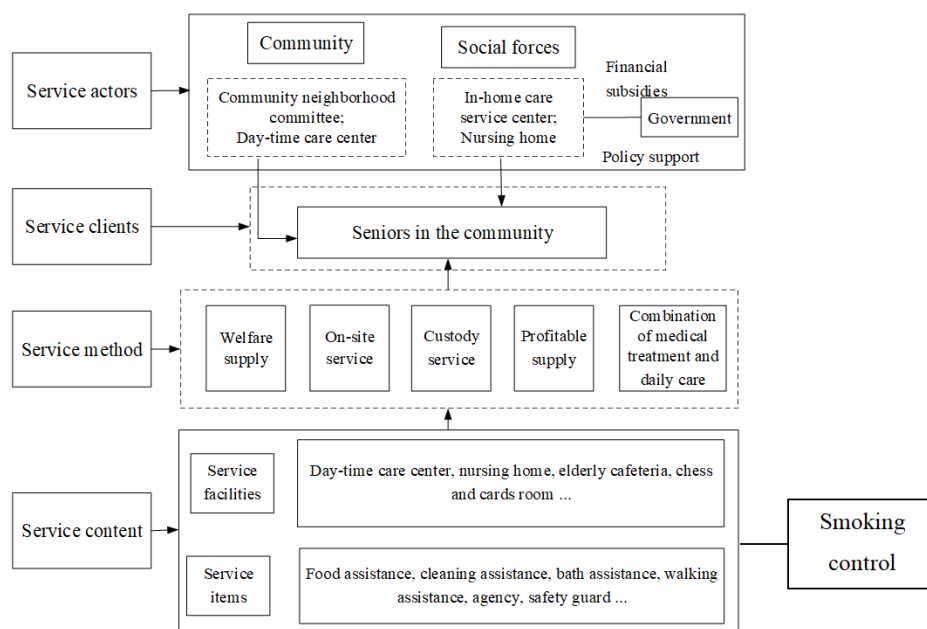 Community
Social forces
Service actors
Community neighborhood
committee;
Day-time care center
In-home care
service center;
Nursing home
Financial
subsidies
Government
Policy support
Service clients
Seniors in the community
Service method
Welfare
supply
On-site
service
Custody
service
Profitable
supply
Combination
of medical
treatment and
daily care
Service content
Service
facilities
Day-time care center, nursing home, elderly cafeteria, chess
and cards room ...
Service
items
Food assistance, cleaning assistance, bath assistance, walking
assistance, agency, safety guard ...
Smoking
control